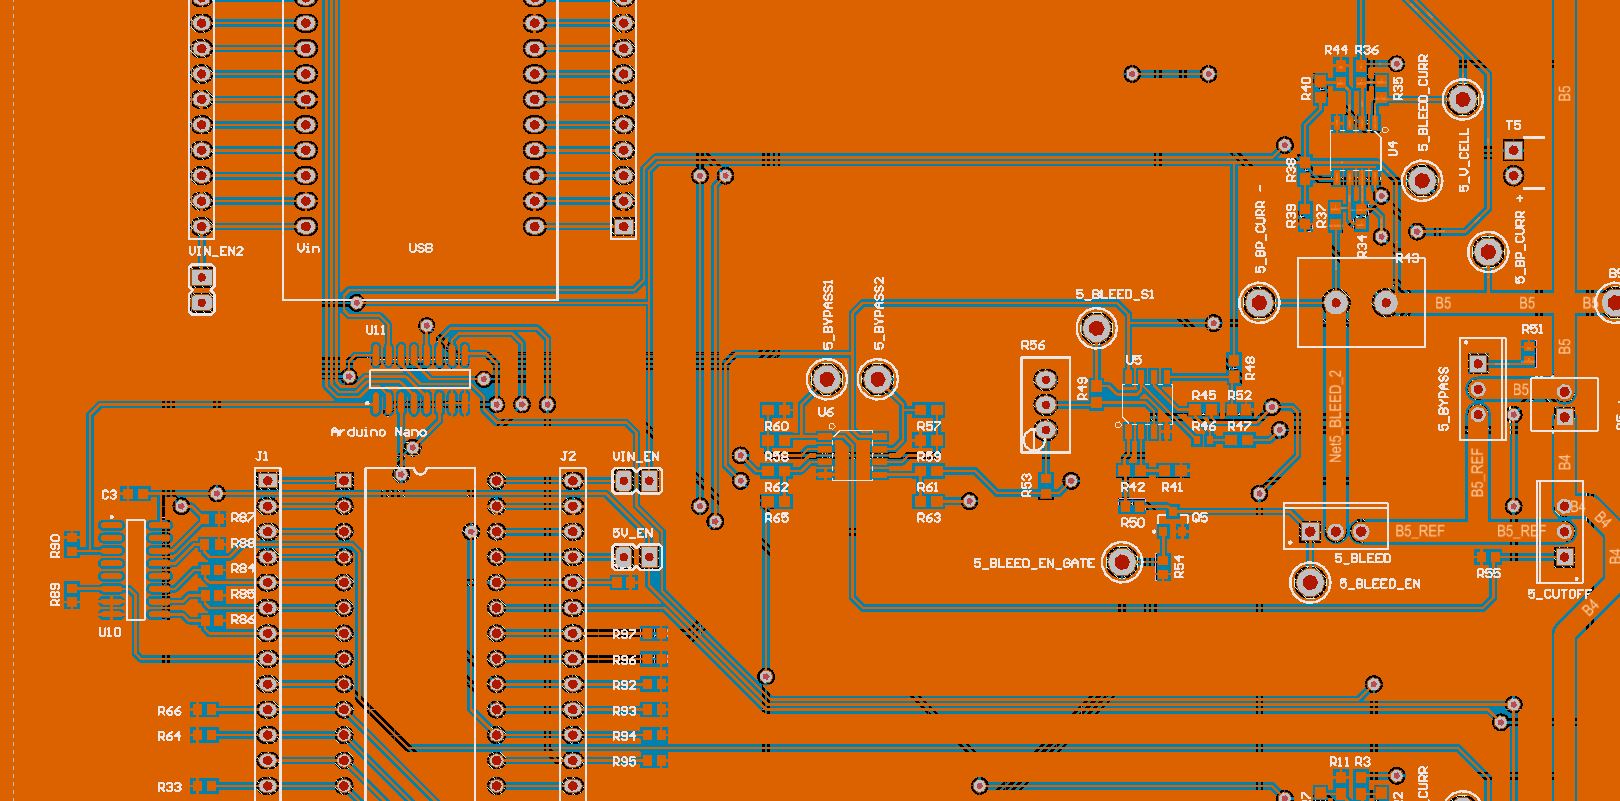 R44 R36
R40
R35
5_BLEED_CURR
B5
T5
U4
5_V_CELL
R38
+
R39
R37
R34
5_BP_CURR -
5_BP_CURR
VIN_EN2
Vin
USB
R43
B5
B5
B5
5_BYPASS1
5_BYPASS2
5_BLEED_S1
U11
R51
R56
U5
R48
B5
R49
Net5_BLEED_2
5_BYPASS
B5
R45
R52
U6
R60
R57
R46
R47
Arduino Nano
R58
R59
J1
J2
VIN_EN
B4
B5_REF
R62
R61
R53
R42
R41
C3
R65
R63
R50
Q5
B4
B4
R87
R90
R88
5V_EN
B5_REF
B5_REF
5_BLEED
B4
5_BLEED_EN_GATE
R54
R55
R84
R89
R85
5_BLEED_EN
5_CUTOFF
B4
R86
U10
R97
R96
R92
R66
R93
R64
R94
R95
R11 R3
R33